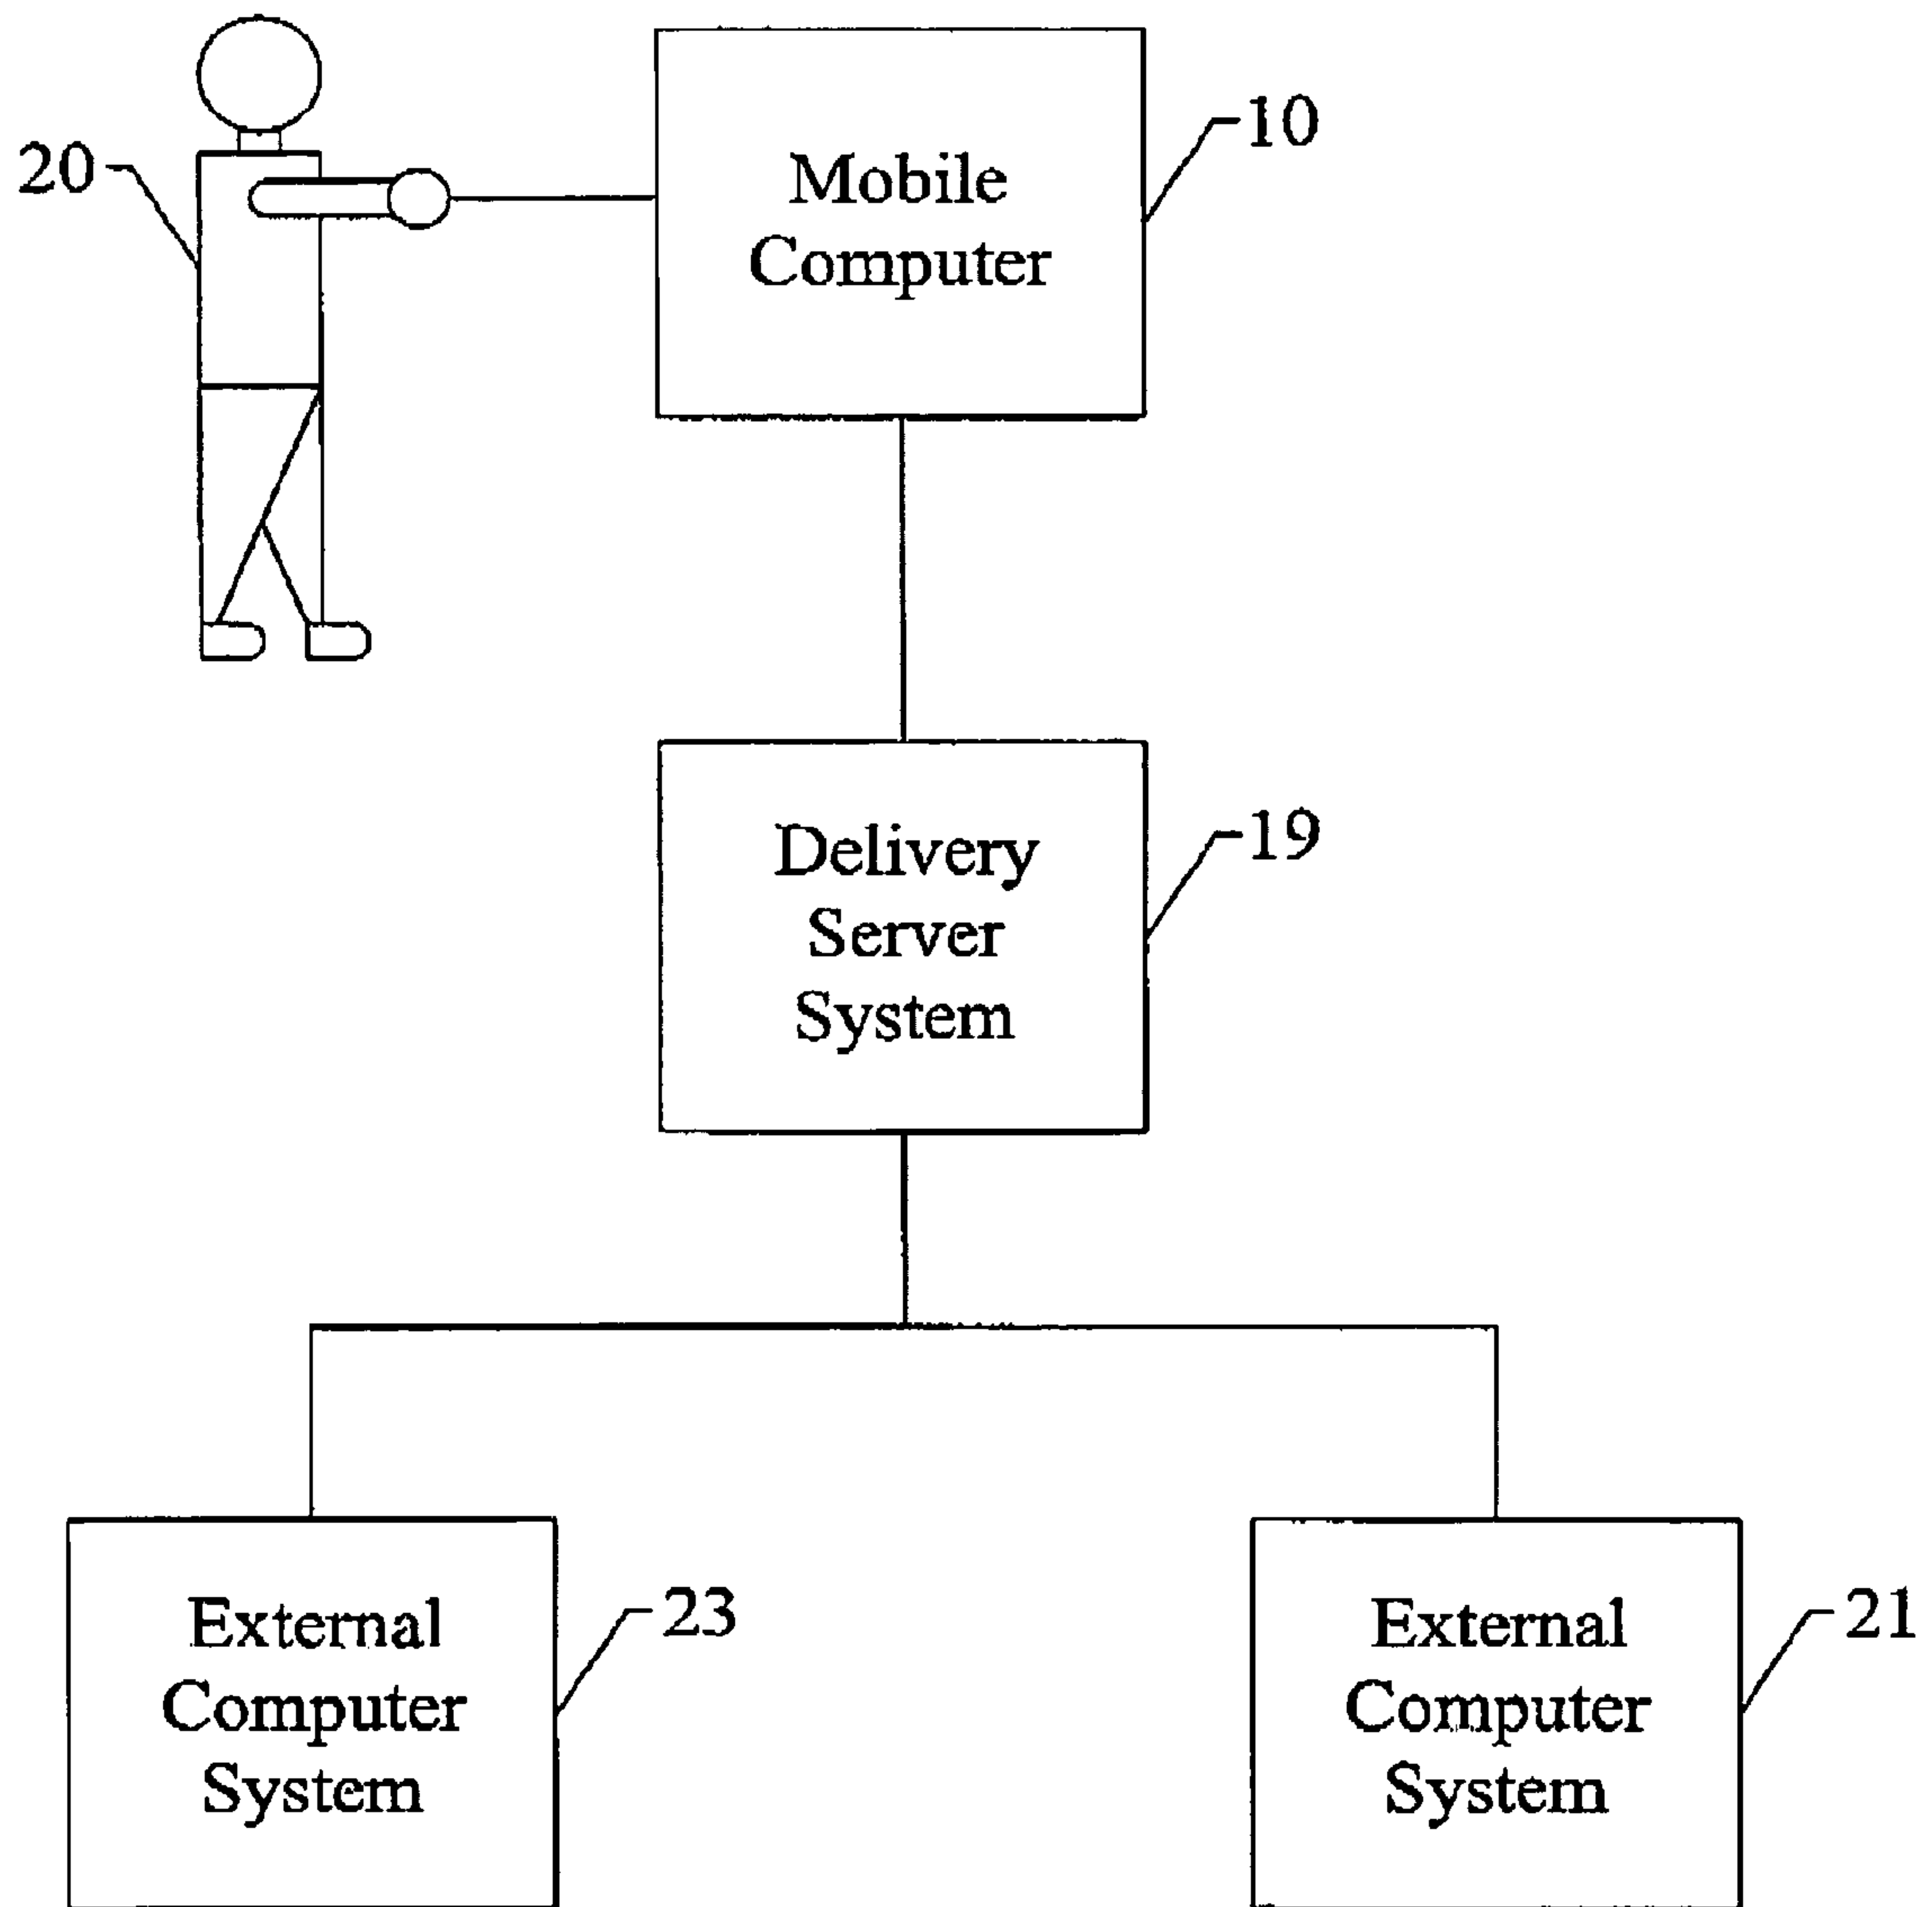 20
Mobile
Computer
10
Delivery
Server
System
19
External
Computer
System
23
External
Computer
System
21